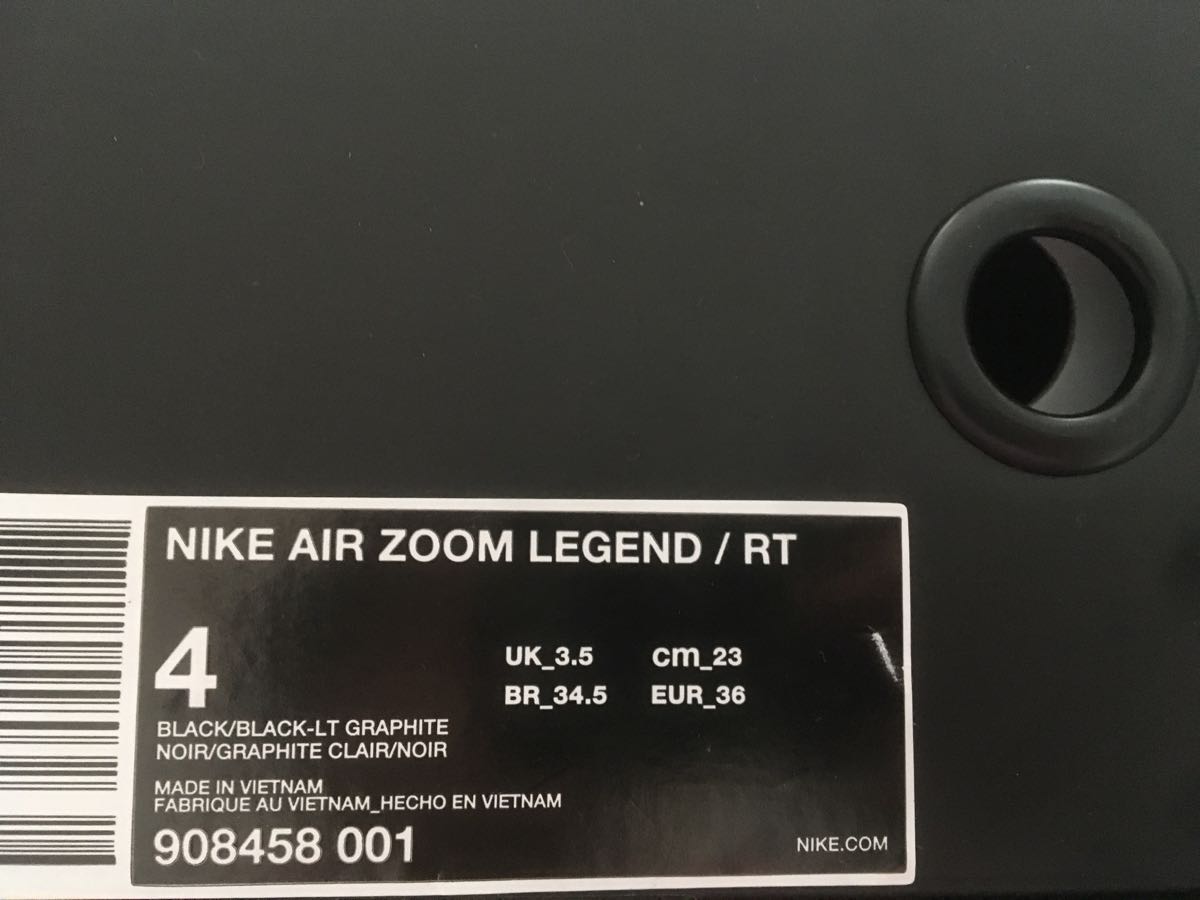 NIKE AIR ZOOM LEGEND / RT
4
UK_3.5 cm_23
BR_34.5 EUR_36
BLACK/BLACK-LT GRAPHITE
NOIR/GRAPHITE CLAIR/NOIR
MADE IN VIETNAM
FABRIQUE AU VIETNAM_HECHO EN VIETNAM
908458 001
NIKE.COM